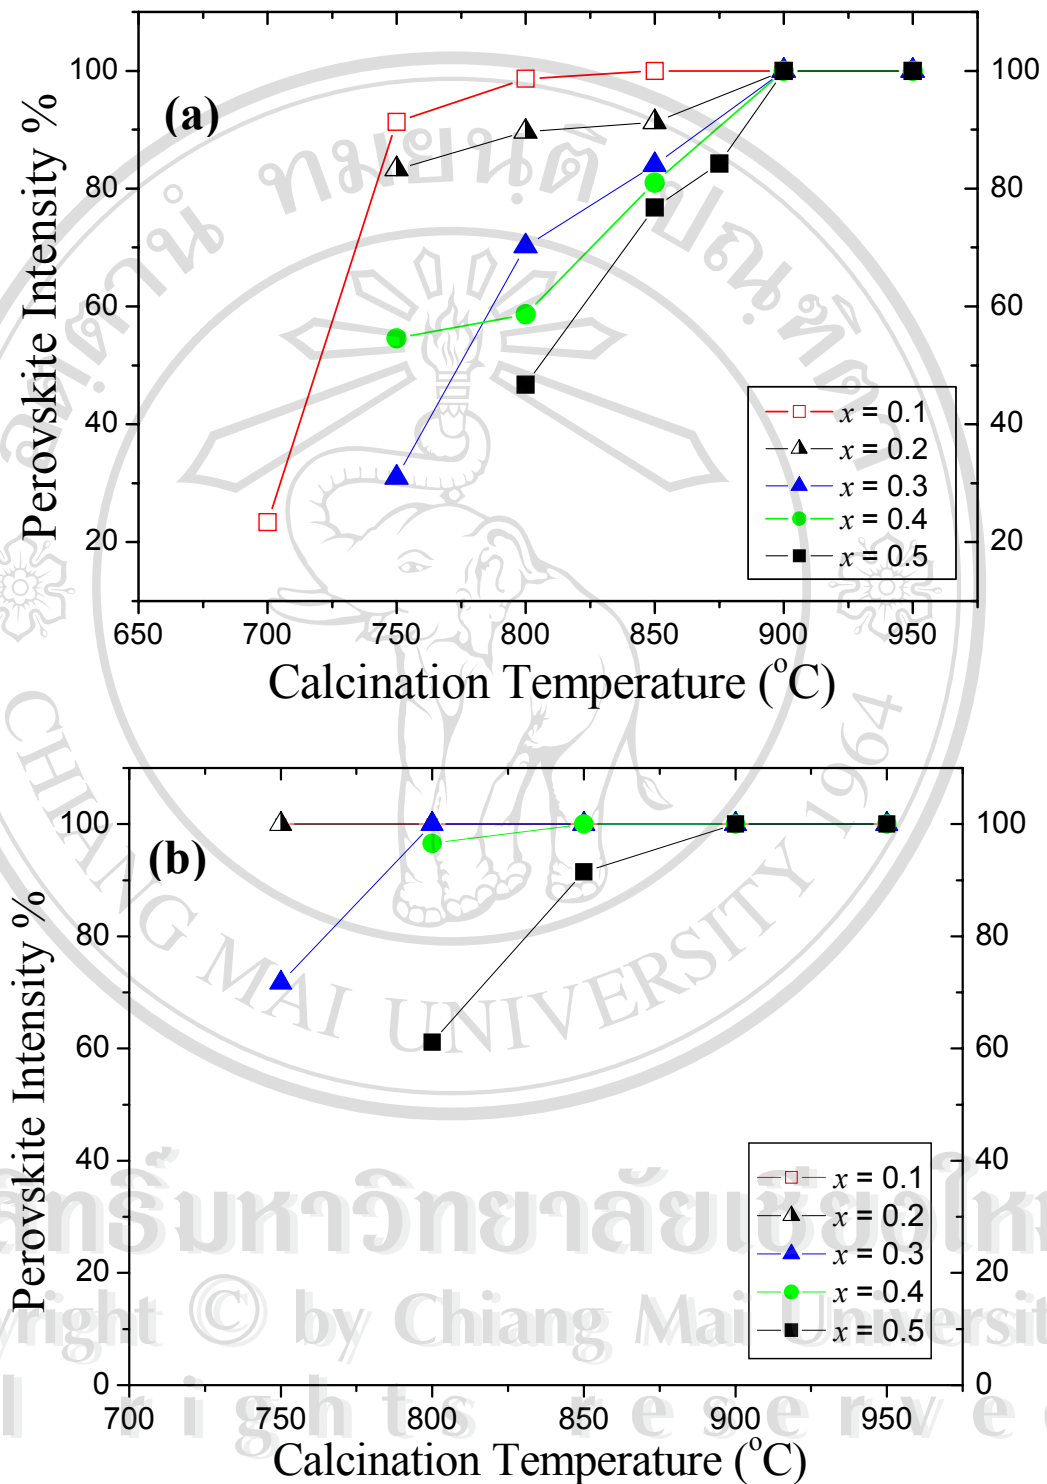 100
80
60
40
20
100
80
60
40
20
Perovskite Intensity %
(a)
x = 0.1
x = 0.2
x = 0.3
x = 0.4
x = 0.5
650 700 750 800 850 900 950
Calcination Temperature (°C)
CHIANG MAI UNIVERSITY 1964
100
80
60
40
20
0
100
80
60
40
20
0
Perovskite Intensity %
(b)
x = 0.1
x = 0.2
x = 0.3
x = 0.4
x = 0.5
700 750 800 850 900 950
Calcination Temperature (°C)
by Chiang Mai University
rights reserved